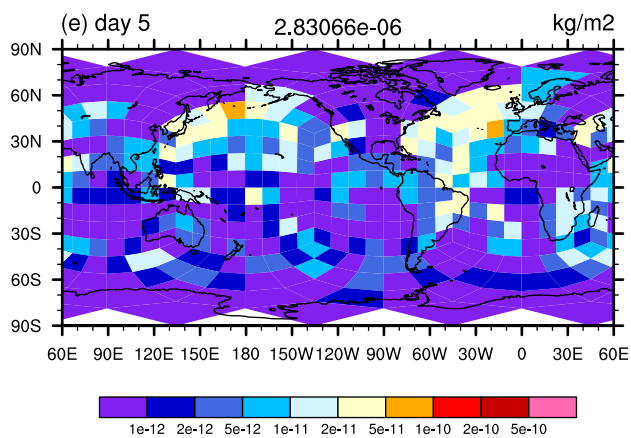 (e) day 5 2.83066e-06 kg/m2
90N
60N
30N
0
30S
60S
90S
60E 90E 120E 150E 180 150W 120W 90W 60W 30W 0 30E 60E
1e-12 2e-12 5e-12 1e-11 2e-11 5e-11 1e-10 2e-10 5e-10